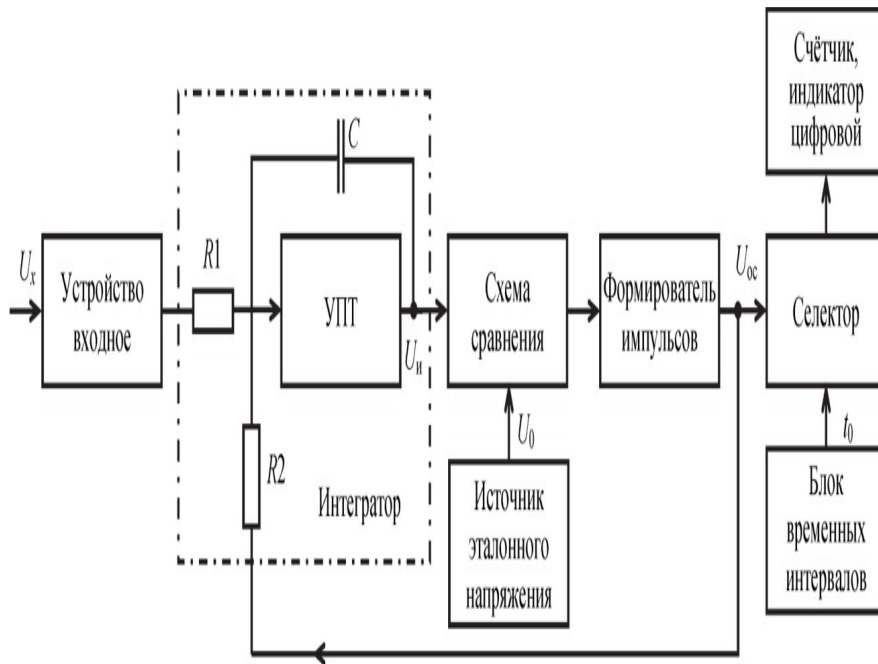 Счётчик,
индикатор
цифровой
C
Uₓ
R1
Uос
Устройство
входное
УПТ
Схема
сравнения
Формирователь
импульсов
Селектор
Uи
U₀
t₀
R2
Интегратор
Источник
эталонного
напряжения
Блок
временных
интервалов